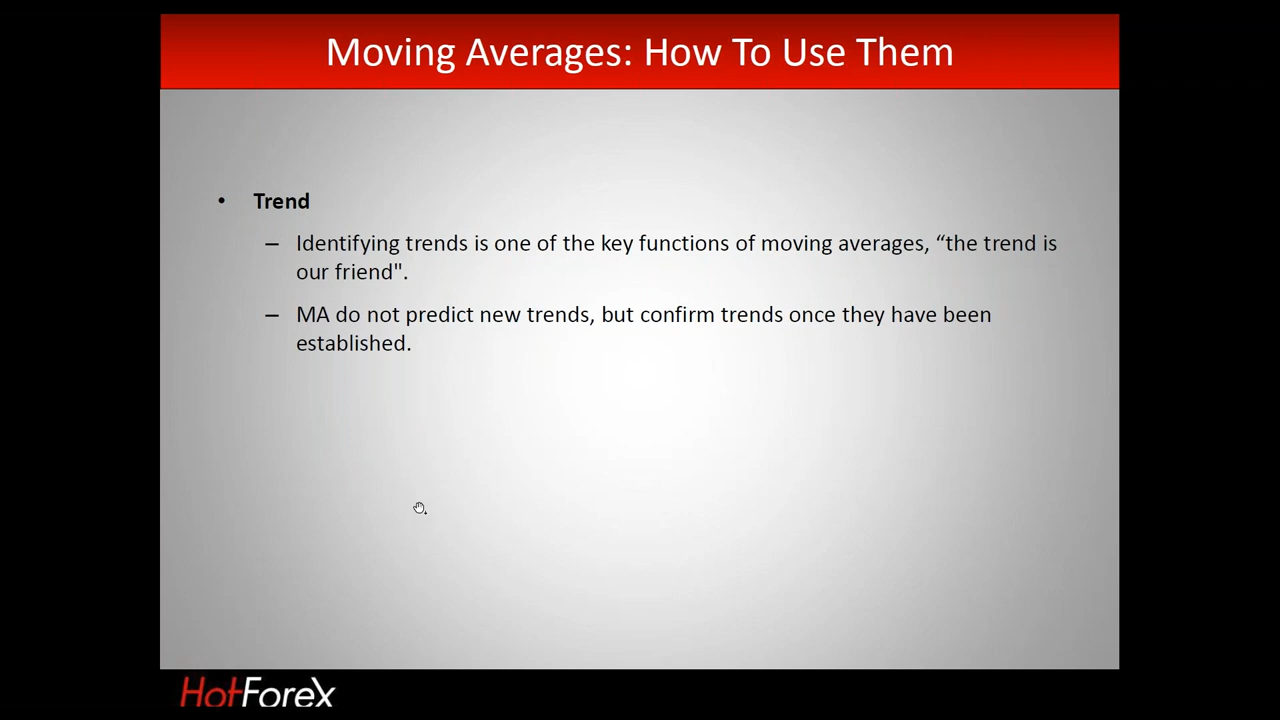 Moving Averages: How To Use Them
• Trend
– Identifying trends is one of the key functions of moving averages, “the trend is
our friend".
– MA do not predict new trends, but confirm trends once they have been
established.
HotForex